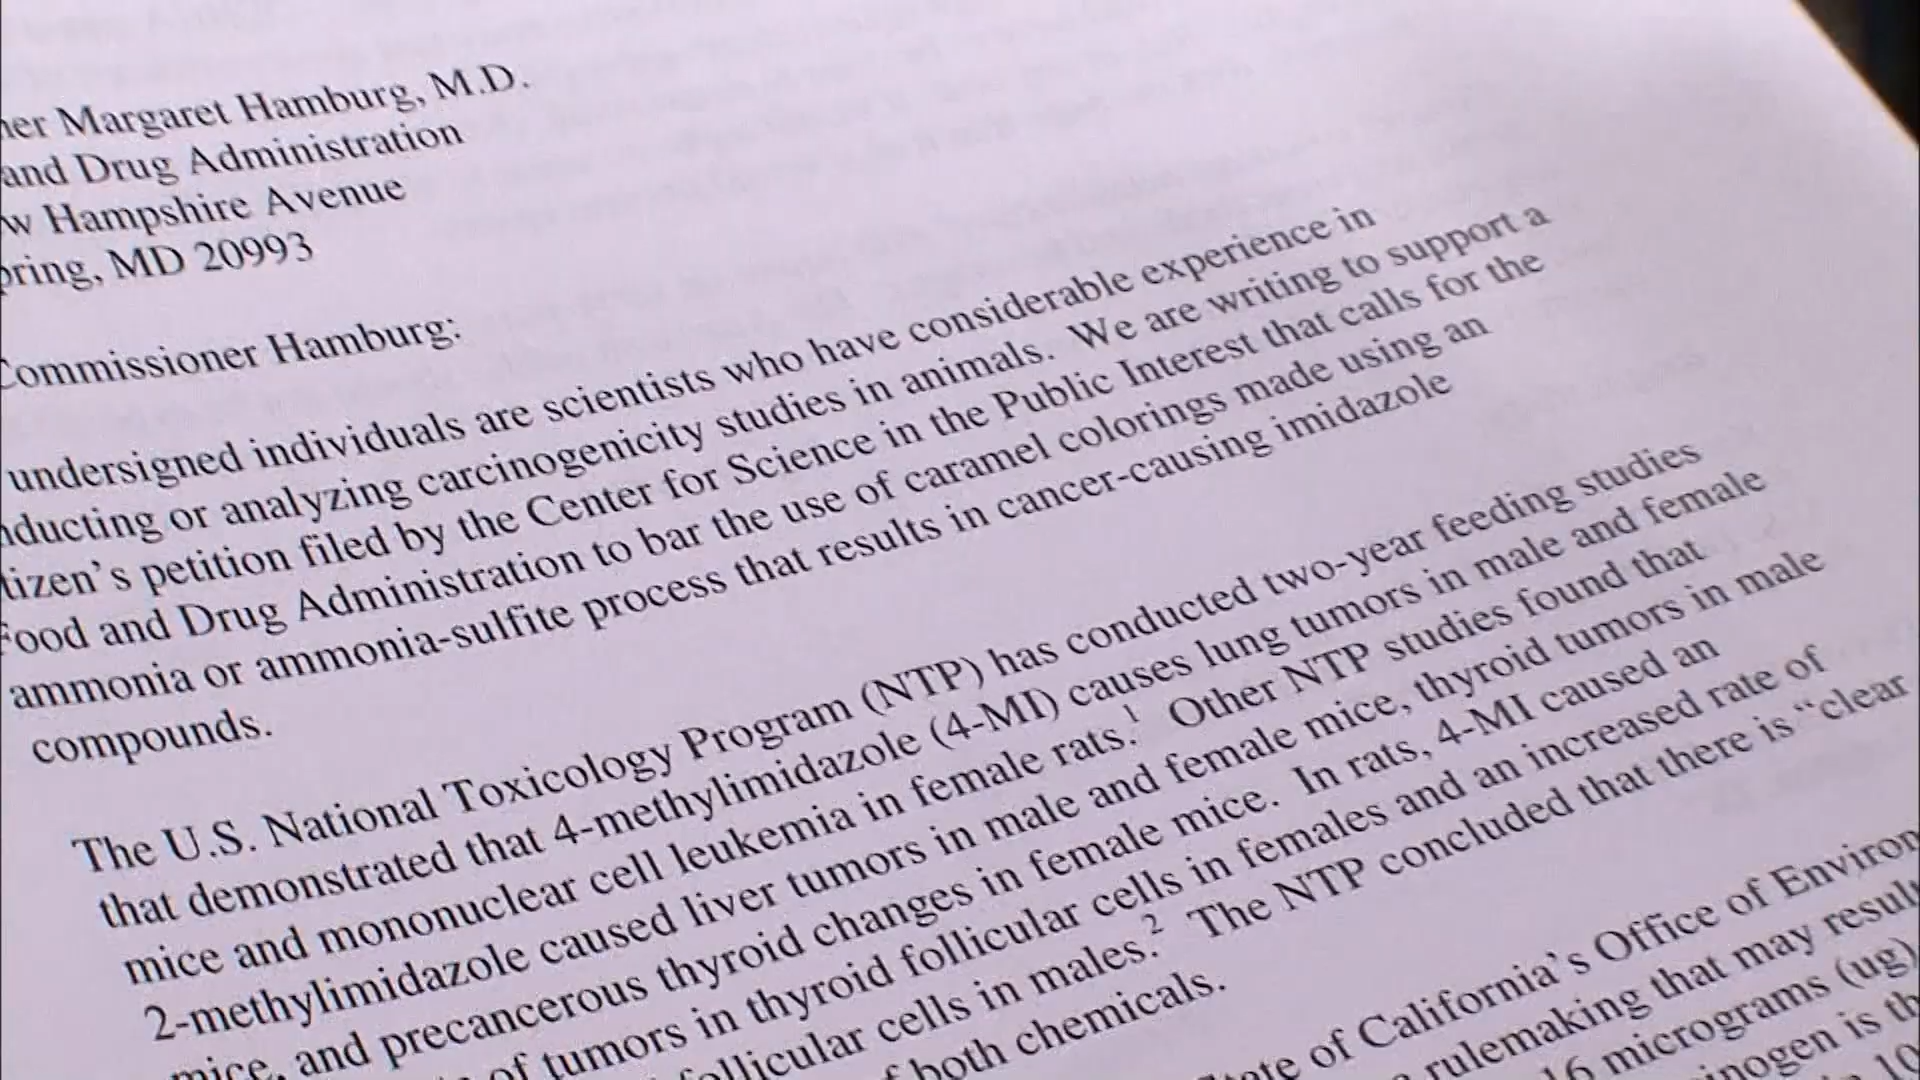 Margaret Hamburg, M.D.
and Drug Administration
Hampshire Avenue
MD 20993
Commissioner Hamburg:
undersigned individuals are scientists who have considerable experience in
or analyzing carcinogenicity studies in animals. We are writing to support a
petition filed by the Center for Science in the Public Interest that calls for the
Food and Drug Administration to bar the use of caramel colorings made using an
ammonia or ammonia-sulfite process that results in cancer-causing imidazole
compounds.
The U.S. National Toxicology Program (NTP) has conducted two-year feeding studies
that demonstrated that 4-methylimidazole (4-MI) causes lung tumors in male and female
mice and mononuclear cell leukemia in female rats.1 Other NTP studies found that
2-methylimidazole caused liver tumors in male and female mice, thyroid tumors in male
mice, and precancerous thyroid changes in female mice. In rats, 4-MI caused an
of tumors in thyroid follicular cells in females and an increased rate of
follicular cells in males.2 The NTP concluded that there is “clear
both chemicals.
State of California's Office of Environ
rulemaking that may result
16 micrograms (ug)
is th
10